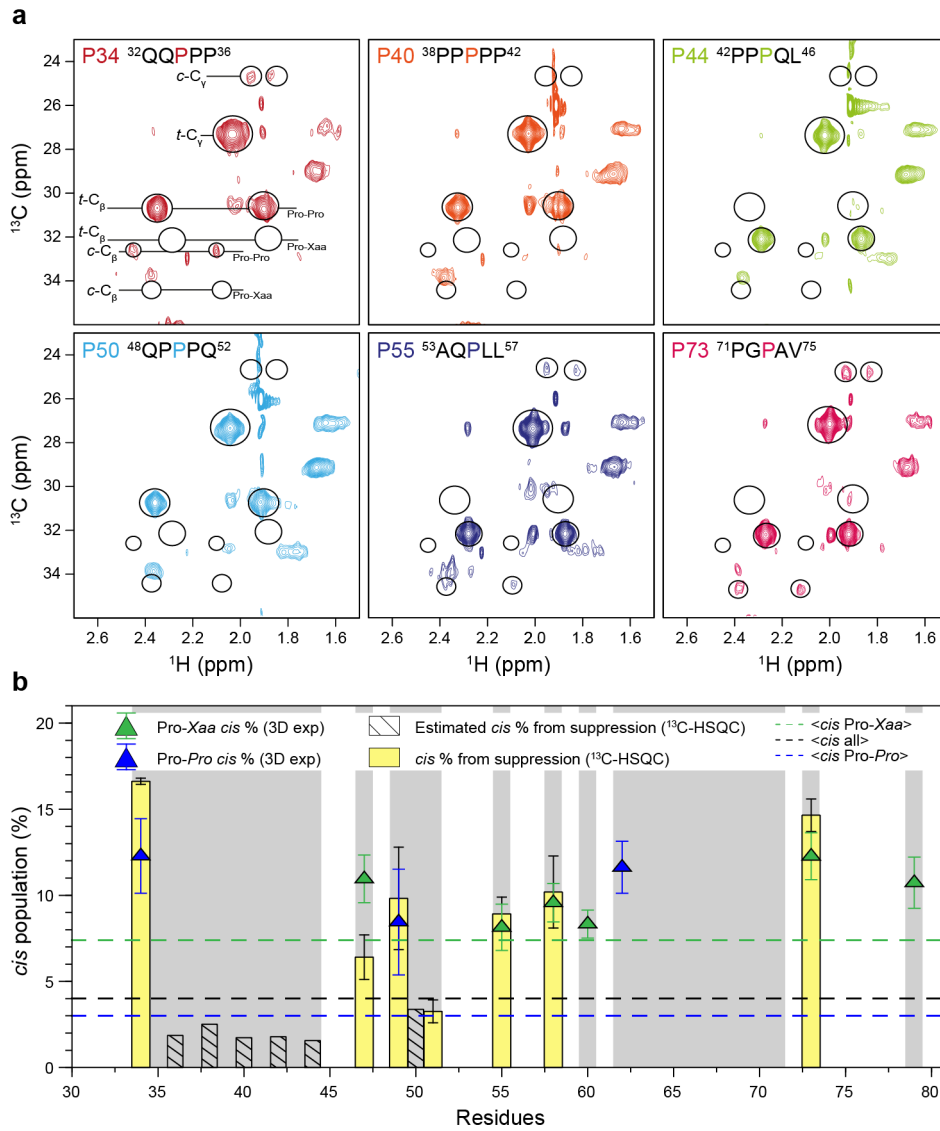 a
P34 ³²QQPPP³⁶
P40 ³⁸PPPPP⁴²
P44 ⁴²PPPQL⁴⁶
c-Cγ
t-Cγ
t-Cβ
Pro-Pro
t-Cβ
Pro-Xaa
c-Cβ
Pro-Pro
c-Cβ
Pro-Xaa
24
26
28
30
32
34
¹³C (ppm)
P50 ⁴⁸QPPPQ⁵²
P55 ⁵³AQPLL⁵⁷
P73 ⁷¹PGPAV⁷⁵
24
26
28
30
32
34
¹³C (ppm)
2.6 2.4 2.2 2.0 1.8 1.6
2.6 2.4 2.2 2.0 1.8 1.6
2.6 2.4 2.2 2.0 1.8 1.6
¹H (ppm)
¹H (ppm)
¹H (ppm)
b
Pro-Xaa cis % (3D exp)
Pro-Pro cis % (3D exp)
Estimated cis % from suppression (¹³C-HSQC)
cis % from suppression (¹³C-HSQC)
<cis Pro-Xaa>
<cis all>
<cis Pro-Pro>
20
15
10
5
0
cis population (%)
30 35 40 45 50 55 60 65 70 75 80
Residues